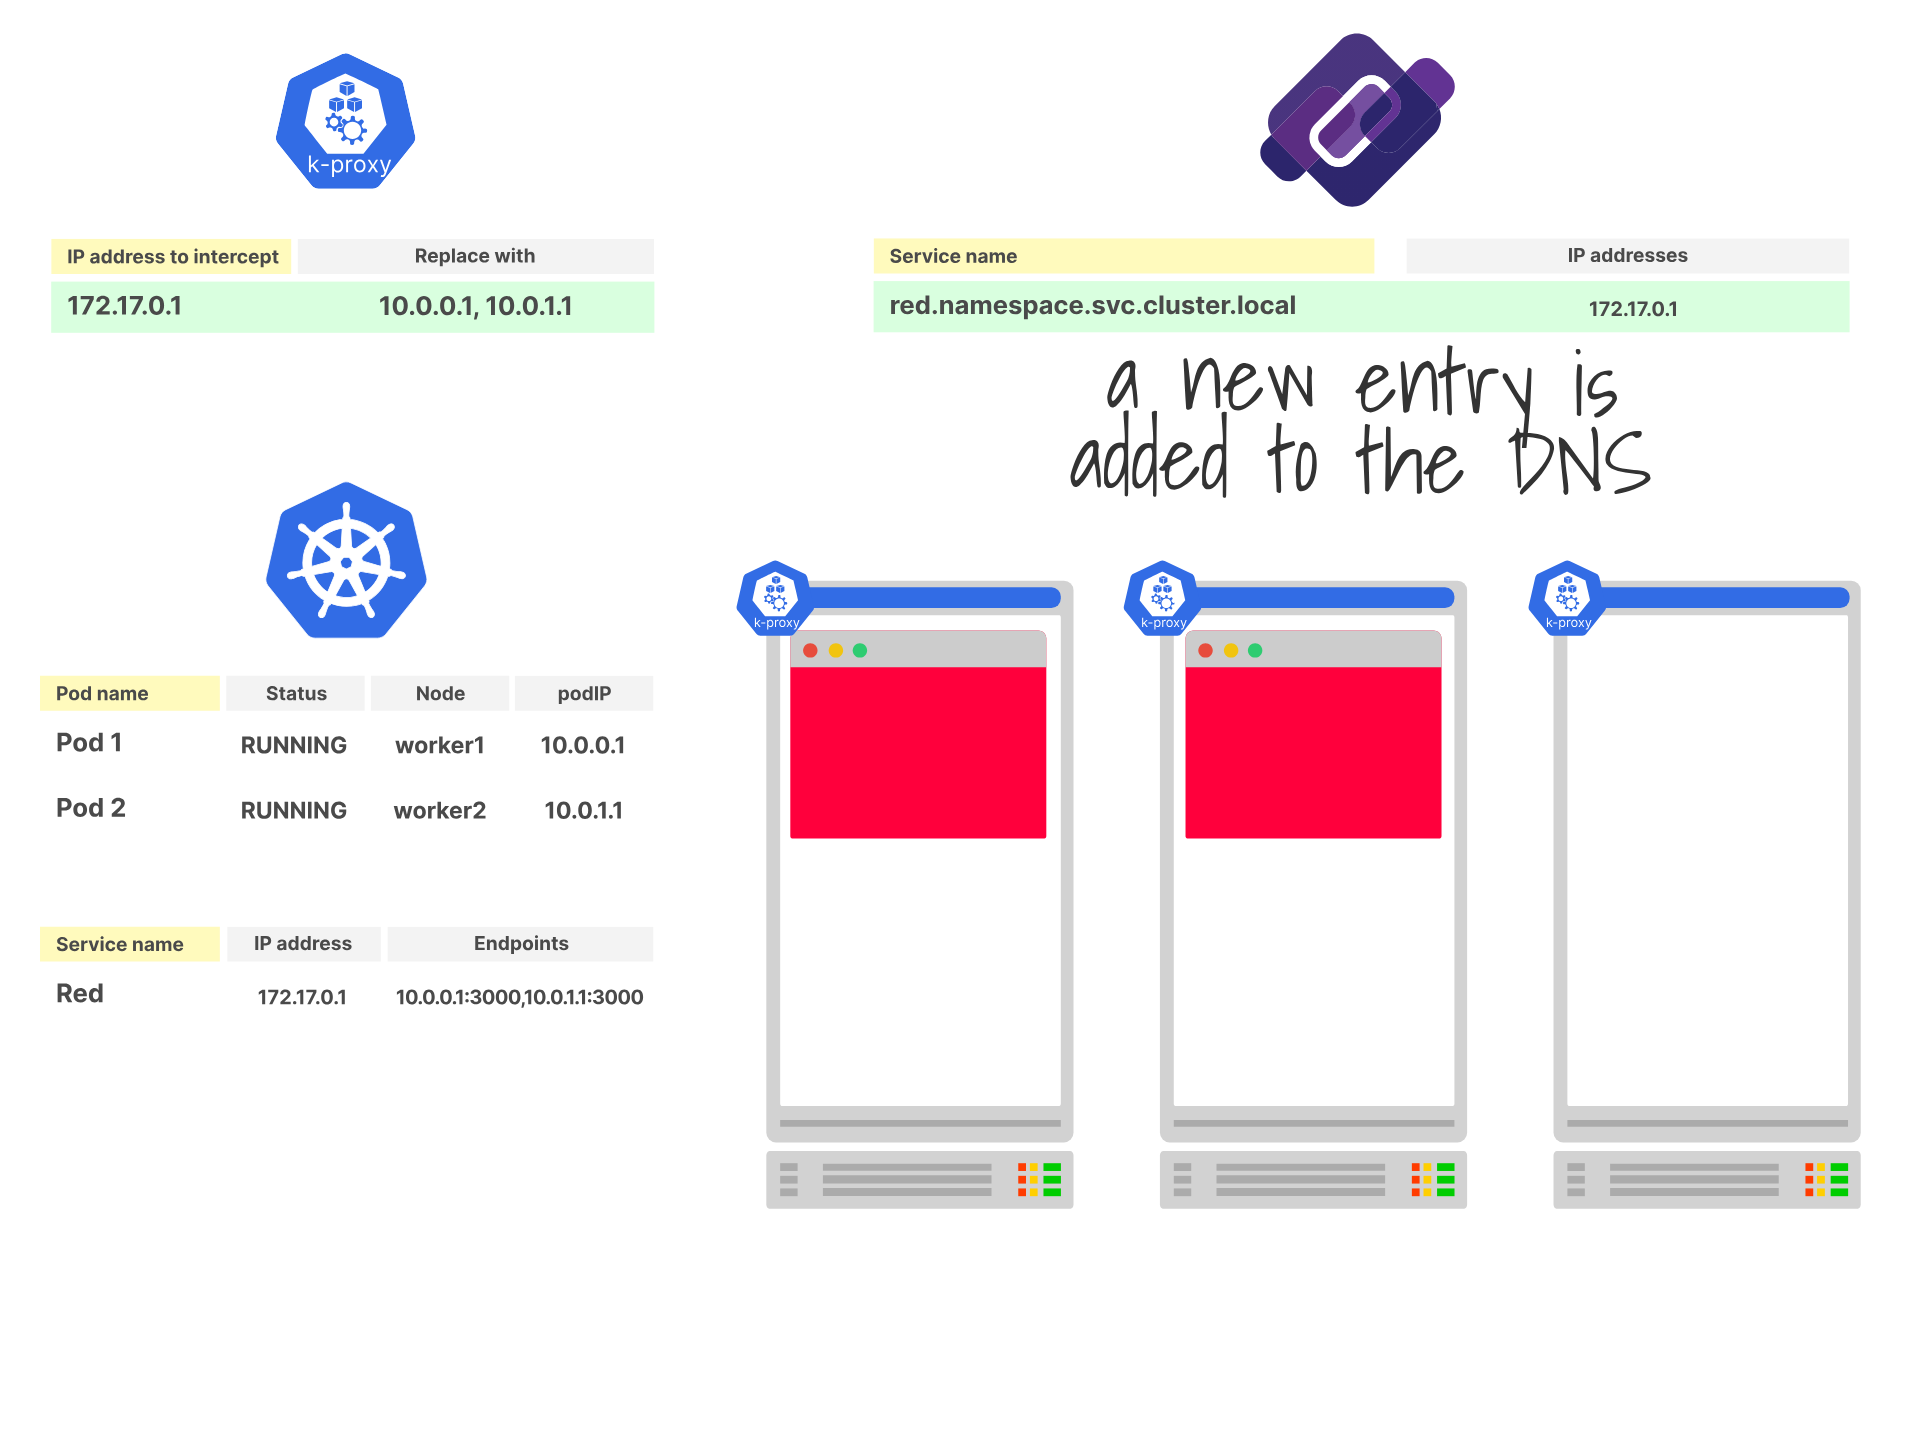 k-proxy
IP address to intercept Replace with
172.17.0.1 10.0.0.1, 10.0.1.1
Service name IP addresses
red.namespace.svc.cluster.local 172.17.0.1
a new entry is
added to the DNS
Pod name Status Node podIP
Pod 1 RUNNING worker1 10.0.0.1
Pod 2 RUNNING worker2 10.0.1.1
Service name IP address Endpoints
Red 172.17.0.1 10.0.0.1:3000,10.0.1.1:3000
k-proxy
k-proxy
k-proxy